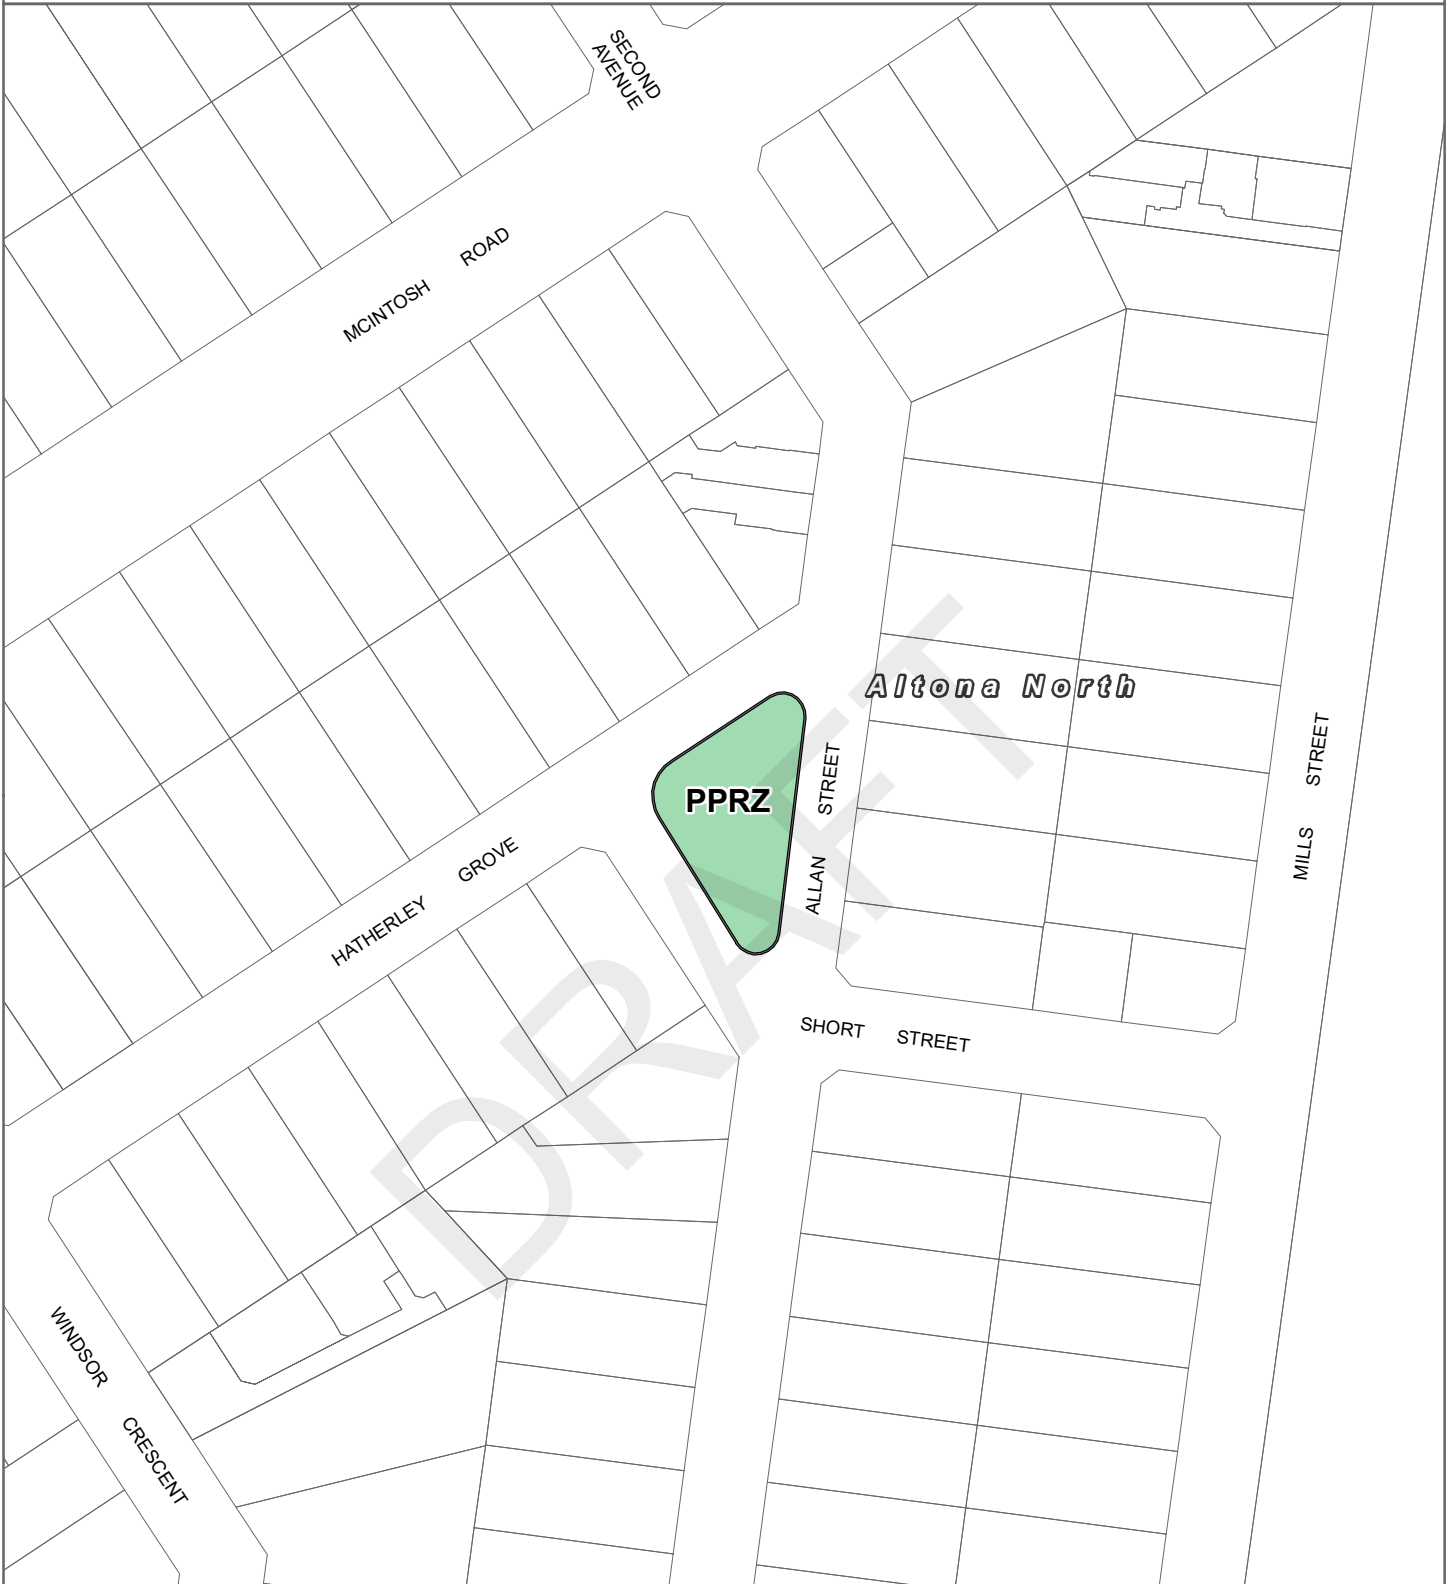 SECOND
AVENUE
MCINTOSH ROAD
Altona North
PPRZ
ALLAN STREET
MILLS STREET
HATHERLEY GROVE
SHORT STREET
WINDSOR CRESCENT
DRAFT